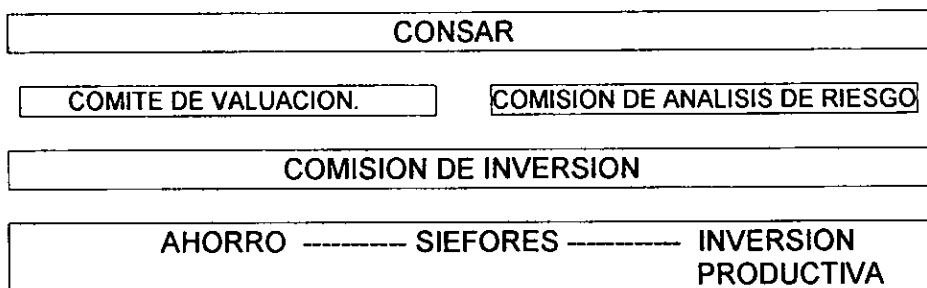 CONSAR
COMITE DE VALUACION. COMISION DE ANALISIS DE RIESGO
COMISION DE INVERSION
AHORRO ---------- SIEFORES ----------- INVERSION
PRODUCTIVA